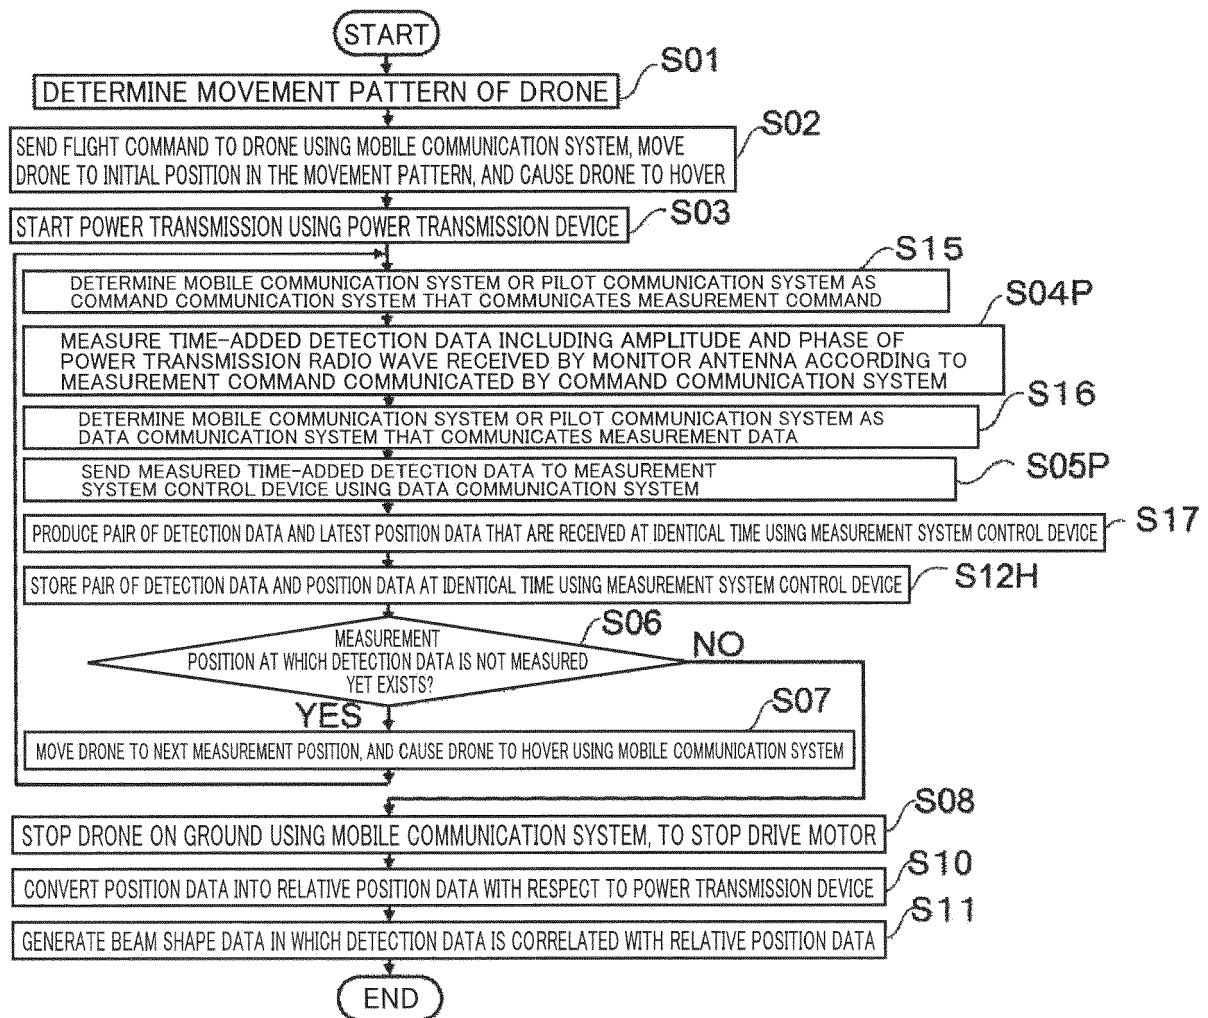 START
S01
DETERMINE MOVEMENT PATTERN OF DRONE
S02
SEND FLIGHT COMMAND TO DRONE USING MOBILE COMMUNICATION SYSTEM, MOVE
DRONE TO INITIAL POSITION IN THE MOVEMENT PATTERN, AND CAUSE DRONE TO HOVER
S03
START POWER TRANSMISSION USING POWER TRANSMISSION DEVICE
S15
DETERMINE MOBILE COMMUNICATION SYSTEM OR PILOT COMMUNICATION SYSTEM AS
COMMAND COMMUNICATION SYSTEM THAT COMMUNICATES MEASUREMENT COMMAND
S04P
MEASURE TIME-ADDED DETECTION DATA INCLUDING AMPLITUDE AND PHASE OF
POWER TRANSMISSION RADIO WAVE RECEIVED BY MONITOR ANTENNA ACCORDING TO
MEASUREMENT COMMAND COMMUNICATED BY COMMAND COMMUNICATION SYSTEM
S16
DETERMINE MOBILE COMMUNICATION SYSTEM OR PILOT COMMUNICATION SYSTEM AS
DATA COMMUNICATION SYSTEM THAT COMMUNICATES MEASUREMENT DATA
S05P
SEND MEASURED TIME-ADDED DETECTION DATA TO MEASUREMENT
SYSTEM CONTROL DEVICE USING DATA COMMUNICATION SYSTEM
S17
PRODUCE PAIR OF DETECTION DATA AND LATEST POSITION DATA THAT ARE RECEIVED AT IDENTICAL TIME USING MEASUREMENT SYSTEM CONTROL DEVICE
S12H
STORE PAIR OF DETECTION DATA AND POSITION DATA AT IDENTICAL TIME USING MEASUREMENT SYSTEM CONTROL DEVICE
S06
MEASUREMENT
POSITION AT WHICH DETECTION DATA IS NOT MEASURED
YET EXISTS?
NO
YES
S07
MOVE DRONE TO NEXT MEASUREMENT POSITION, AND CAUSE DRONE TO HOVER USING MOBILE COMMUNICATION SYSTEM
S08
STOP DRONE ON GROUND USING MOBILE COMMUNICATION SYSTEM, TO STOP DRIVE MOTOR
S10
CONVERT POSITION DATA INTO RELATIVE POSITION DATA WITH RESPECT TO POWER TRANSMISSION DEVICE
S11
GENERATE BEAM SHAPE DATA IN WHICH DETECTION DATA IS CORRELATED WITH RELATIVE POSITION DATA
END